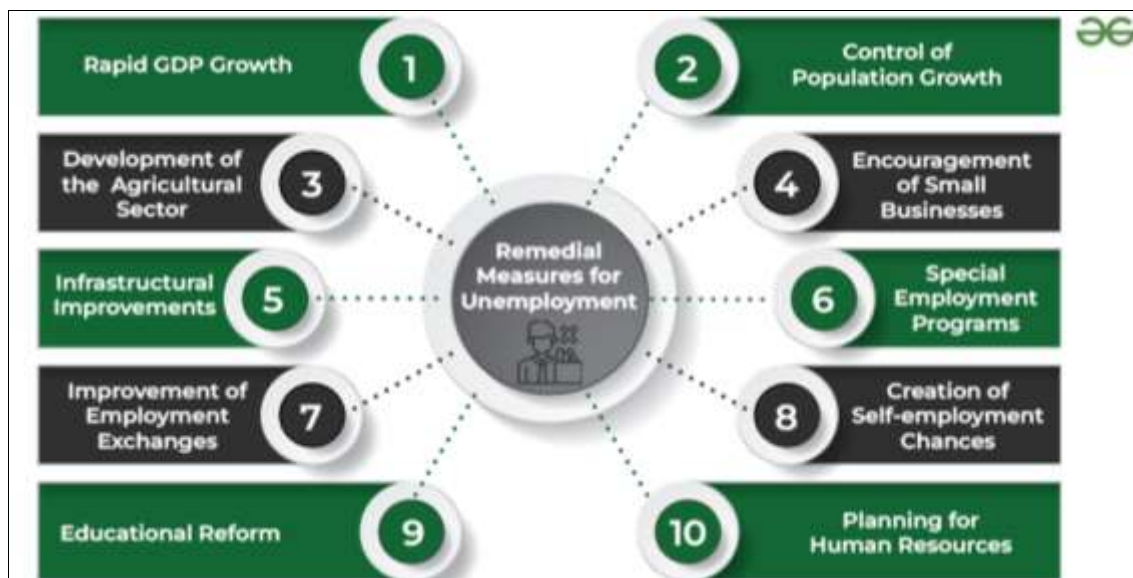 Rapid GDP Growth
1
2
Control of
Population Growth
Development of
the Agricultural
Sector
3
4
Encouragement
of Small
Businesses
Remedial
Measures for
Unemployment
Infrastructural
Improvements
5
6
Special
Employment
Programs
Improvement of
Employment
Exchanges
7
8
Creation of
Self-employment
Chances
Educational Reform
9
10
Planning for
Human Resources